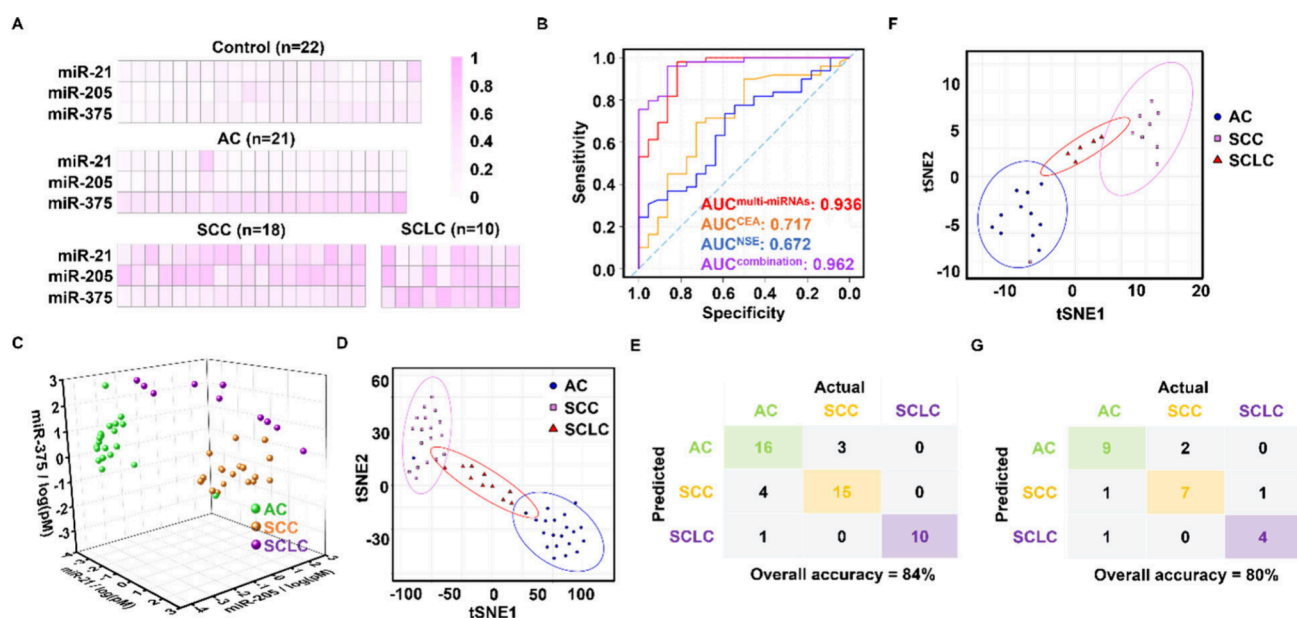 A
Control (n=22)
miR-21
miR-205
miR-375
1
0.8
0.6
0.4
0.2
0
AC (n=21)
miR-21
miR-205
miR-375
SCC (n=18)
SCLC (n=10)
miR-21
miR-205
miR-375
B
Sensitivity
1.0
0.8
0.6
0.4
0.2
0.0
AUCmulti-miRNAs: 0.936
AUCCEA: 0.717
AUCNSE: 0.672
AUCcombination: 0.962
1.0 0.8 0.6 0.4 0.2 0.0
Specificity
F
tSNE2
10
5
0
-5
-10
-10 0 10 20
tSNE1
AC
SCC
SCLC
C
miR-375 / log(pM)
3
2
1
0
-1
-2
-3
AC
SCC
SCLC
miR-21 / log(pM)
miR-205 / log(pM)
D
tSNE2
60
30
0
-30
AC
SCC
SCLC
-100 -50 0 50 100
tSNE1
E
Actual
AC SCC SCLC
Predicted
AC 16 3 0
SCC 4 15 0
SCLC 1 0 10
Overall accuracy = 84%
G
Actual
AC SCC SCLC
Predicted
AC 9 2 0
SCC 1 7 1
SCLC 1 0 4
Overall accuracy = 80%